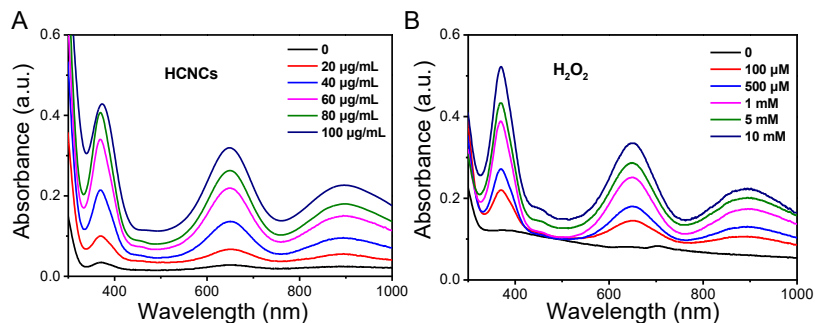 A
HCNCs
0
20 µg/mL
40 µg/mL
60 µg/mL
80 µg/mL
100 µg/mL
0.6
0.4
0.2
0.0
400
600
800
1000
Absorbance (a.u.)
Wavelength (nm)
B
H₂O₂
0
100 µM
500 µM
1 mM
5 mM
10 mM
0.6
0.4
0.2
0.0
400
600
800
1000
Absorbance (a.u.)
Wavelength (nm)